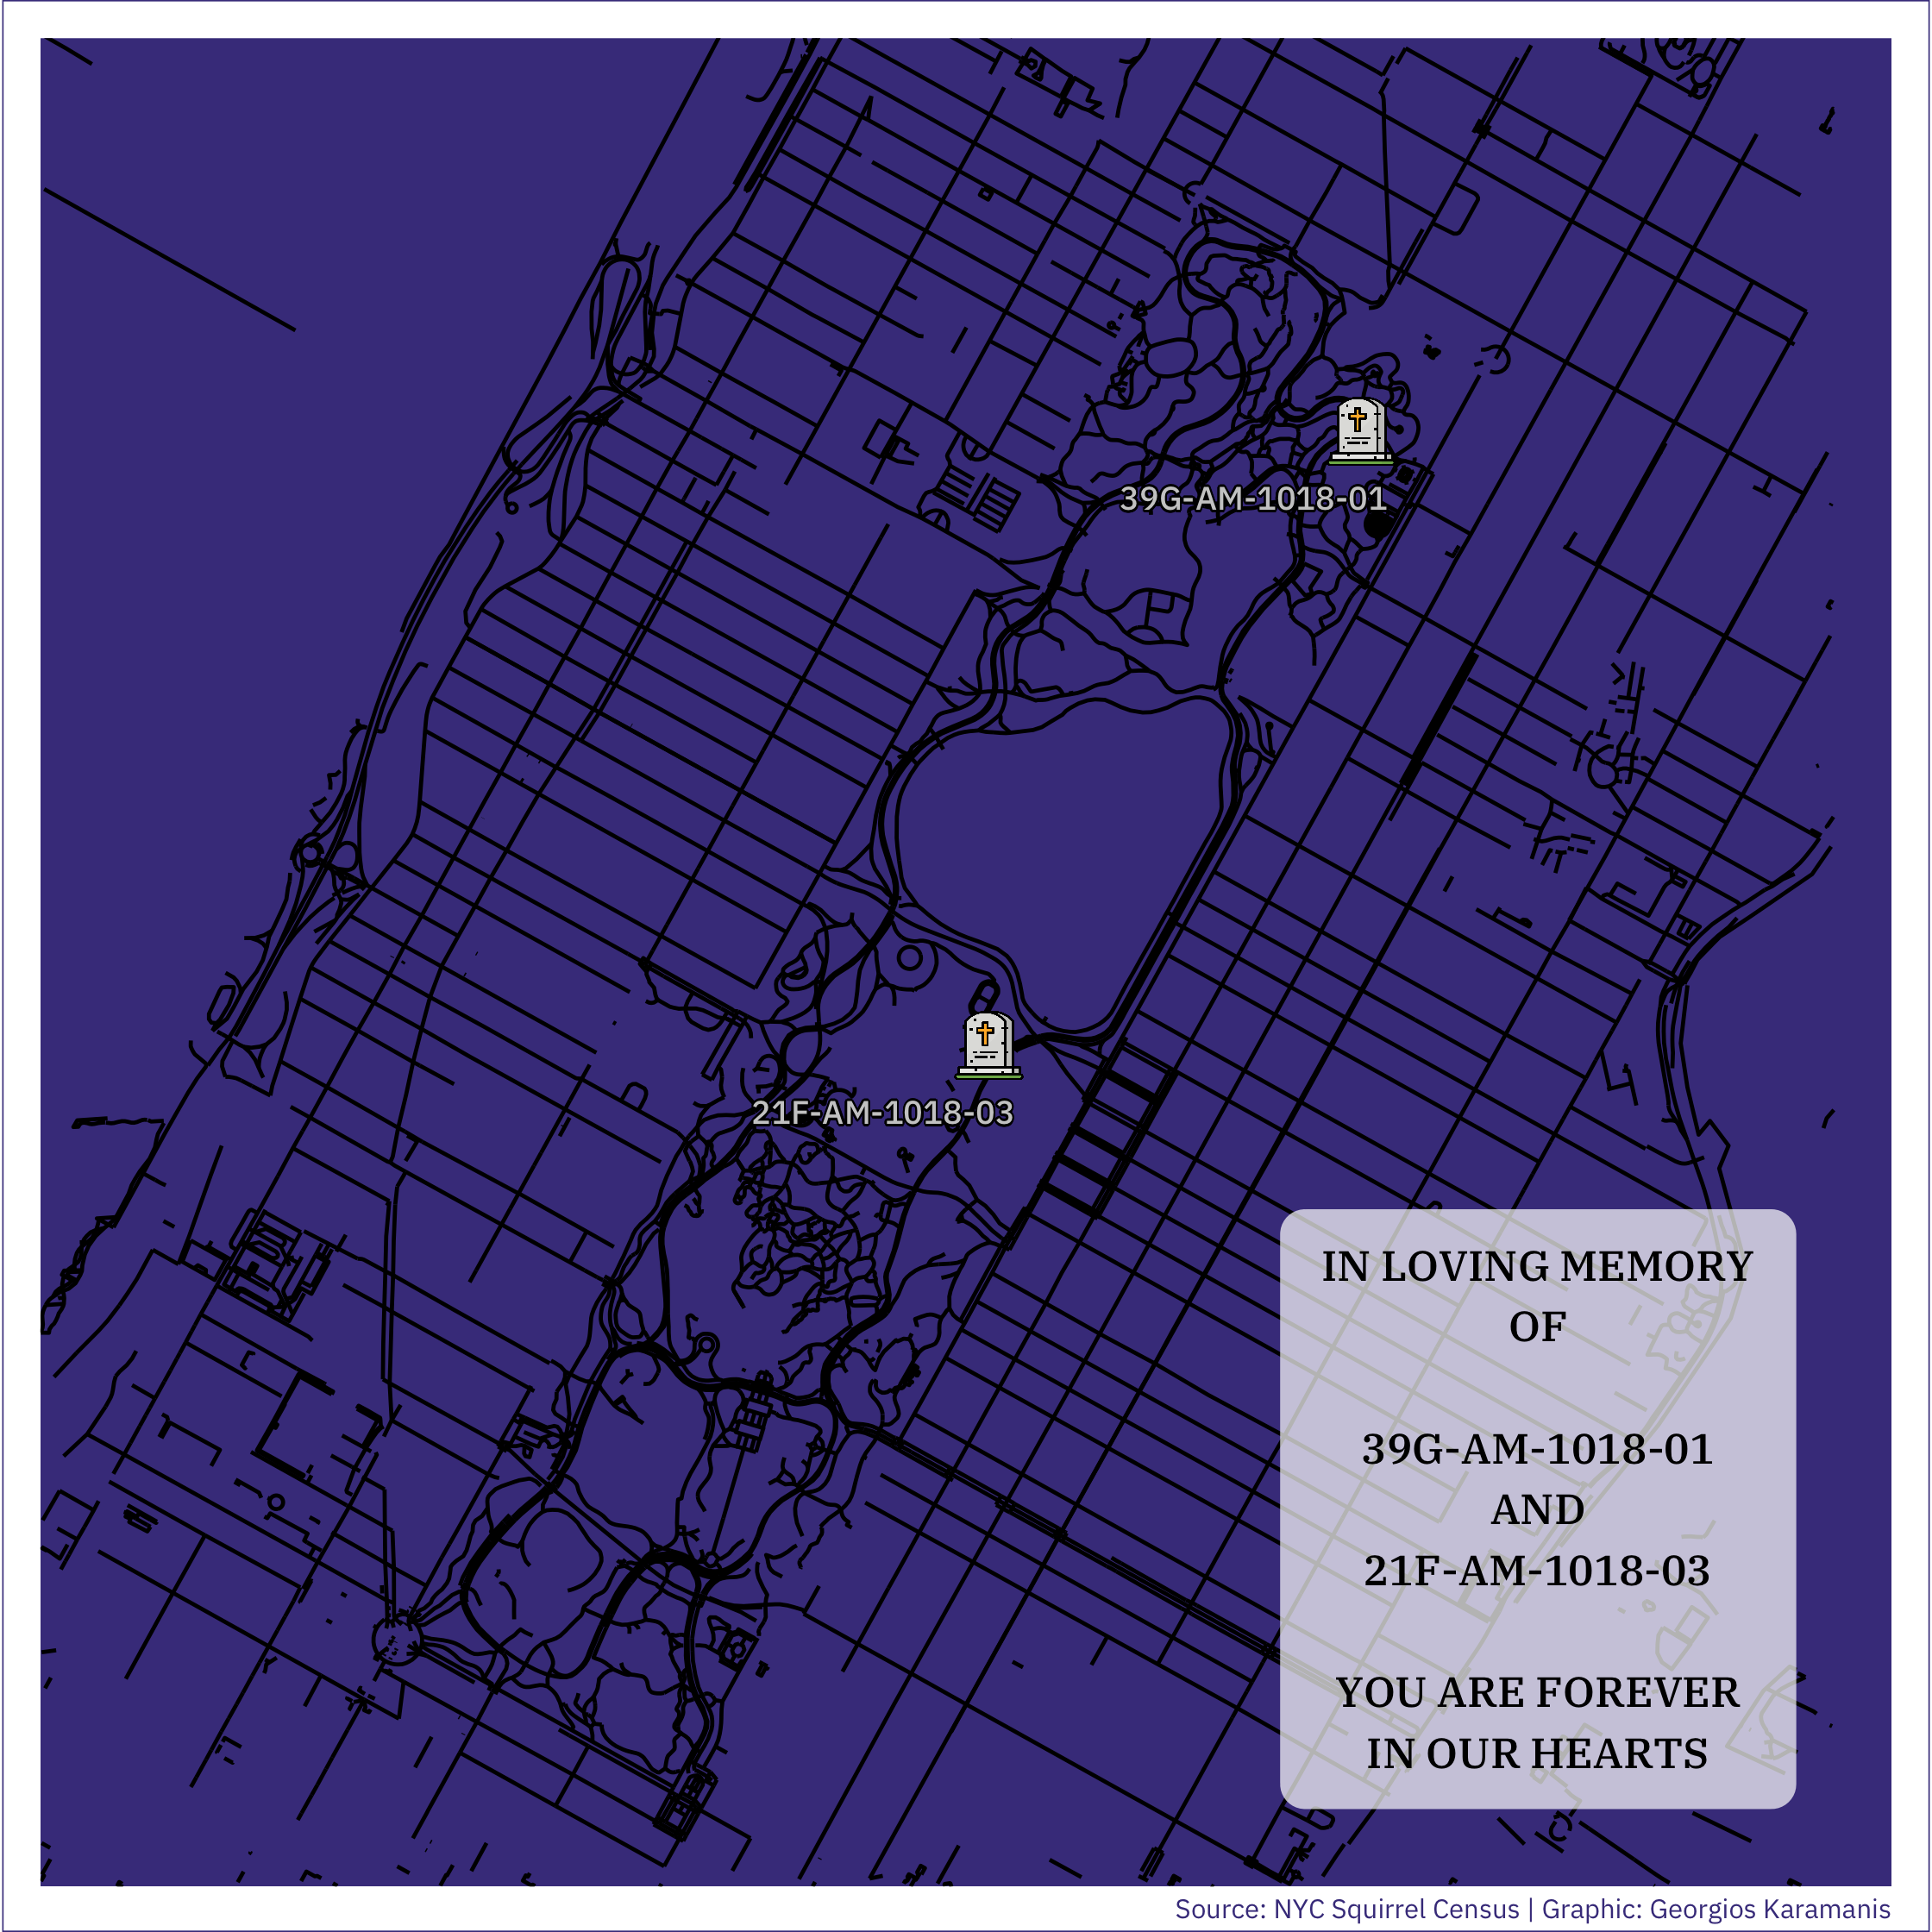 39G-AM-1018-01
21F-AM-1018-03
IN LOVING MEMORY
OF
39G-AM-1018-01
AND
21F-AM-1018-03
YOU ARE FOREVER
IN OUR HEARTS
Source: NYC Squirrel Census | Graphic: Georgios Karamanis